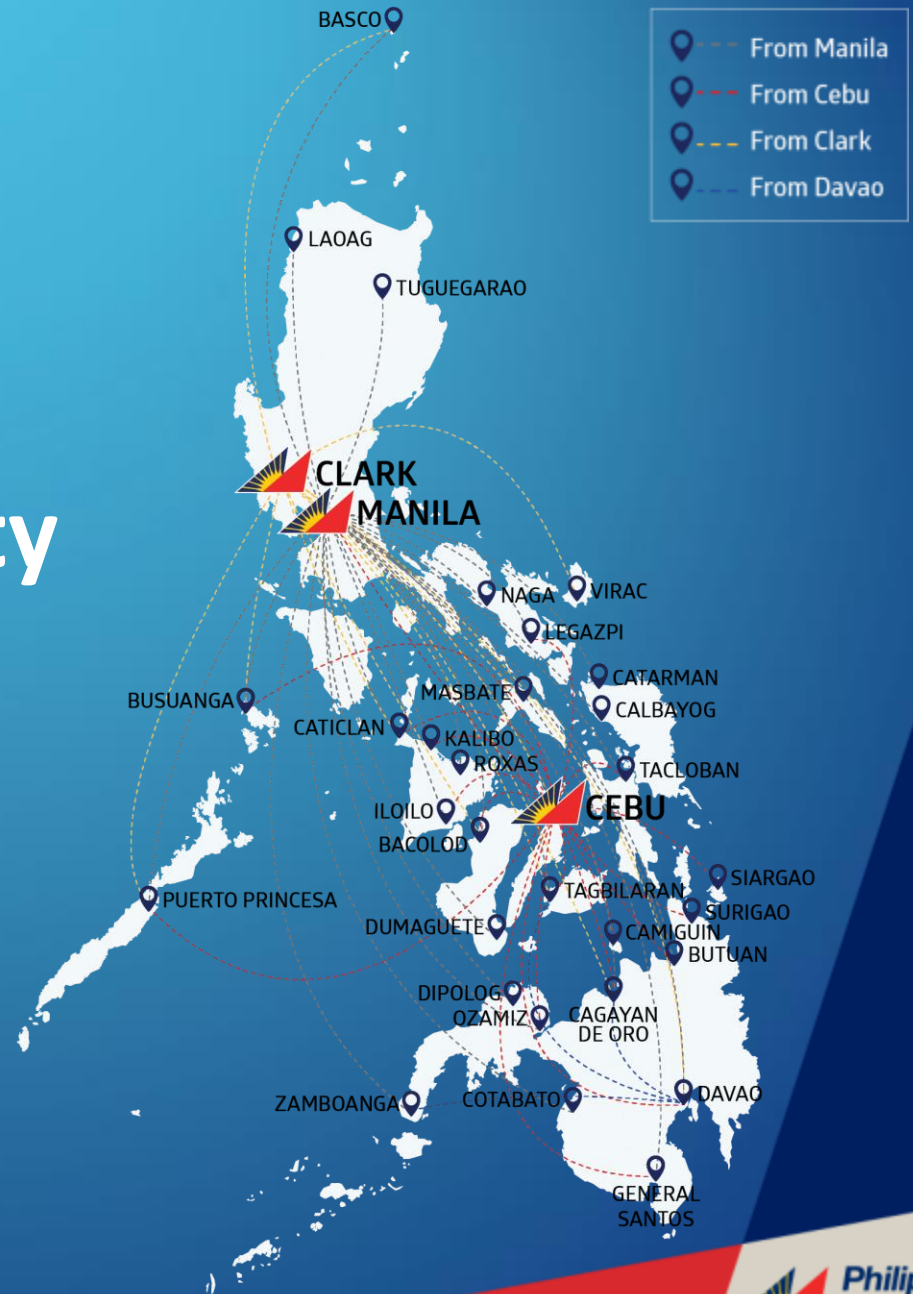 BASCO
From Manila
From Cebu
From Clark
From Davao
LAOAG
TUGUEGARAO
CLARK
MANILA
NAGA
VIRAC
LEGAZPI
CATARMAN
MASBATE
BUSUANGA
CALBAYOG
CATICLAN
KALIBO
ROXAS
TACLOBAN
ILOILO
CEBU
BACOLOD
SIARGAO
TAGBILARAN
PUERTO PRINCESA
SURIGAO
DUMAGUETE
CAMIGUIN
BUTUAN
DIPOLOG
OZAMIZ
CAGAYAN
DE ORO
ZAMBOANGA
COTABATO
DAVAO
GENERAL
SANTOS